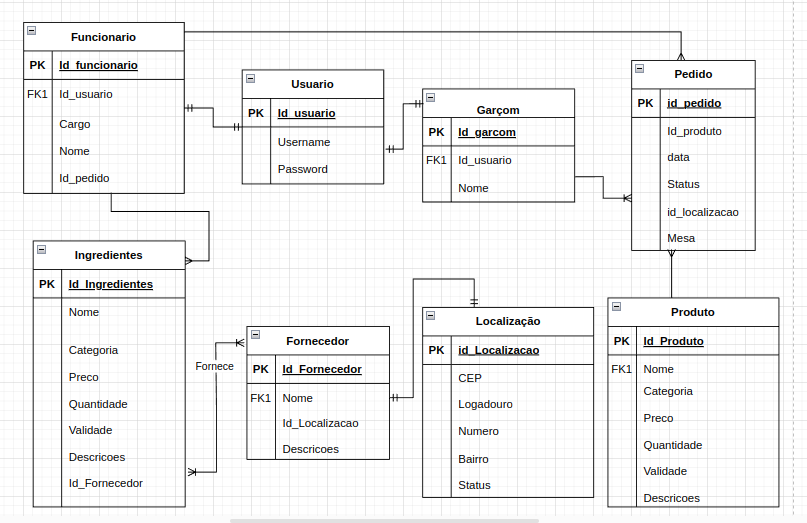 Funcionario
PK Id_funcionario
FK1 Id_usuario
Cargo
Nome
Id_pedido
Usuario
PK Id_usuario
Username
Password
Garçom
PK Id_garcom
FK1 Id_usuario
Nome
Pedido
PK id_pedido
Id_produto
data
Status
id_localizacao
Mesa
Ingredientes
PK Id_Ingredientes
Nome
Categoria
Preco
Quantidade
Validade
Descricoes
Id_Fornecedor
Fornece
Fornecedor
PK Id_Fornecedor
FK1 Nome
Id_Localizacao
Descricoes
Localização
PK id_Localizacao
CEP
Logadouro
Numero
Bairro
Status
Produto
PK Id_Produto
FK1 Nome
Categoria
Preco
Quantidade
Validade
Descricoes